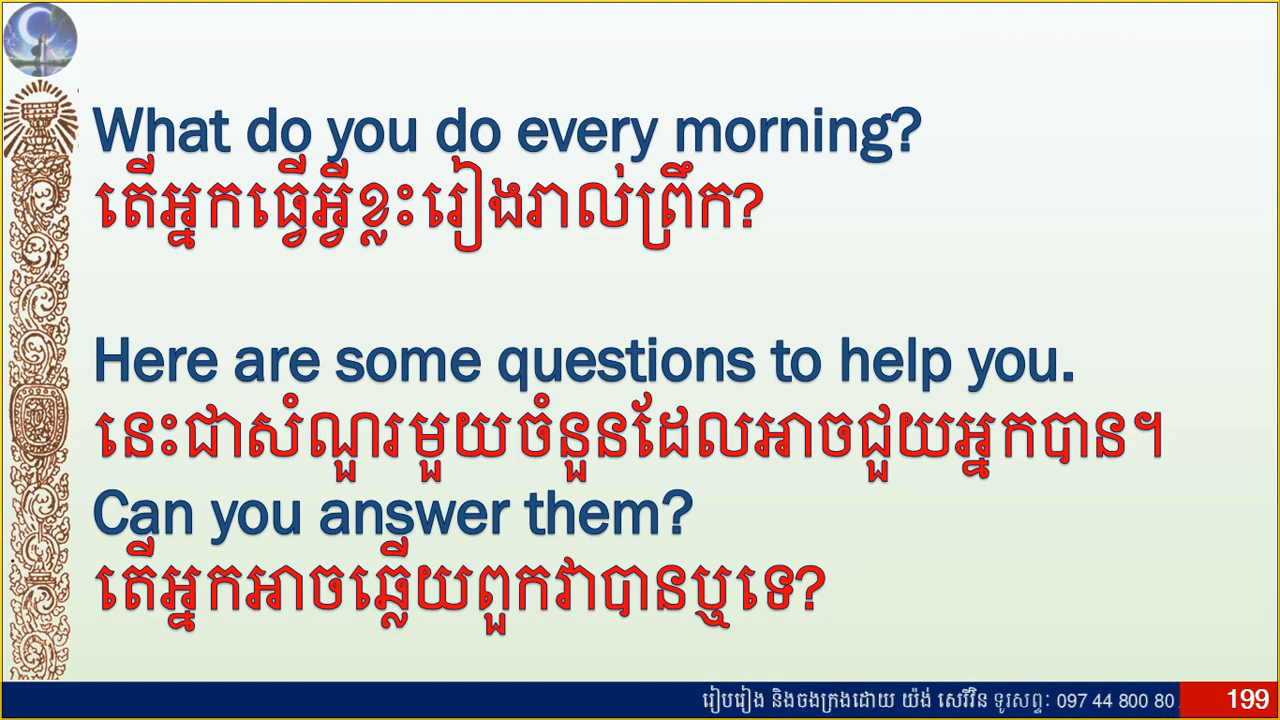 What do you do every morning?
តើអ្នកធ្វើអ្វីខ្លះរៀងរាល់ព្រឹក?
Here are some questions to help you.
នេះជាសំណួរមួយចំនួនដែលអាចជួយអ្នកបាន។
Can you answer them?
តើអ្នកអាចឆ្លើយពួកវាបានឬទេ?
រៀបរៀង និងចងក្រងដោយ យ៉ង់ សេរីវិន ទូរសព្ទៈ 097 44 800 80
199